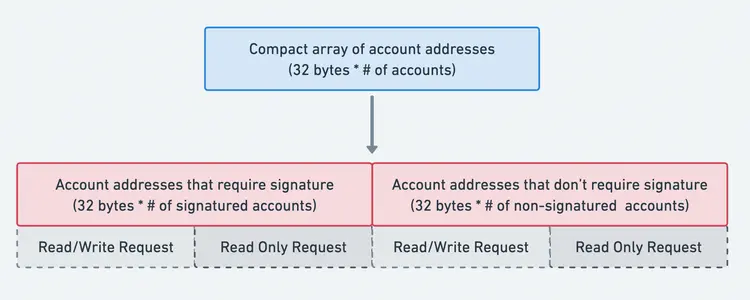 Compact array of account addresses
(32 bytes * # of accounts)
Account addresses that require signature
(32 bytes * # of signatured accounts)
Account addresses that don't require signature
(32 bytes * # of non-signatured accounts)
Read/Write Request
Read Only Request
Read/Write Request
Read Only Request